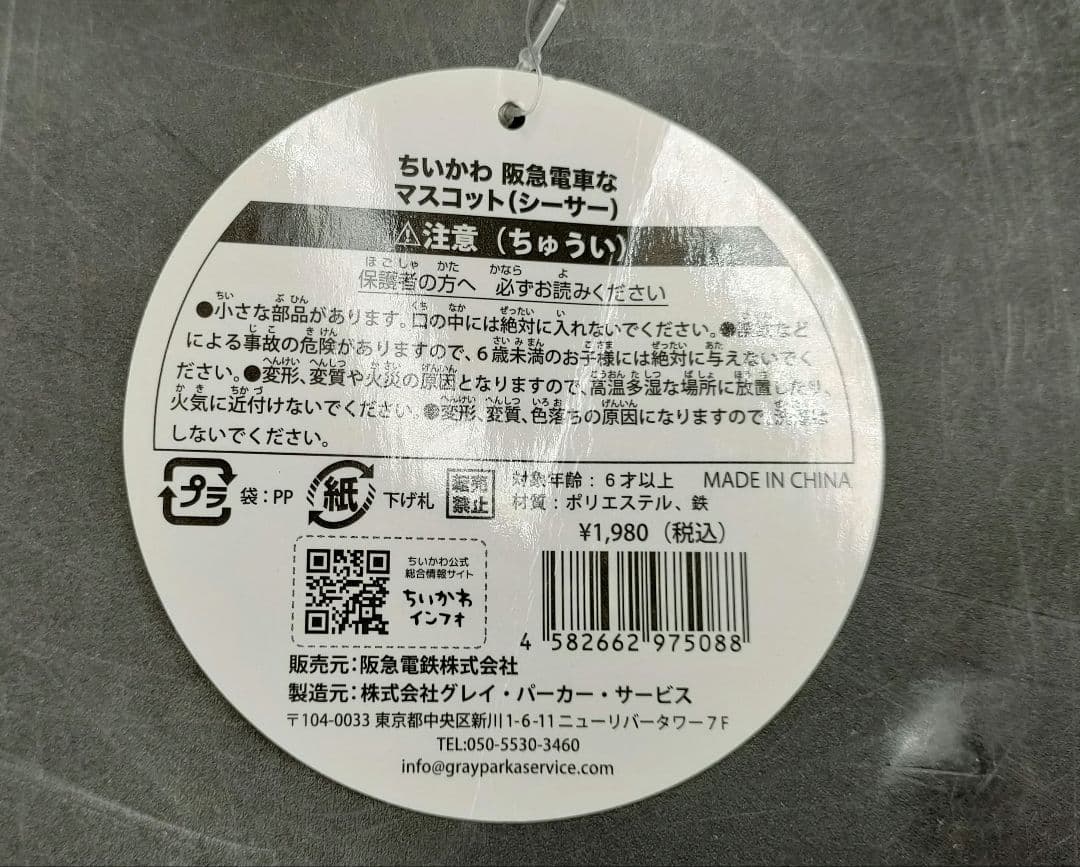 ちいかわ 阪急電車な
マスコット(シーサー)
⚠注意（ちゅうい）
保護者の方へ 必ずお読みください
●小さな部品があります。口の中には絶対に入れないでください。●など
による事故の危険がありますので、6歳未満のお子様には絶対に与えないでく
ださい。●変形、変質や火災の原因となりますので、高温多湿な場所に放置したり、
火気に近付けないでください。●変形、変質、色落ちの原因になりますので、
しないでください。
プラ 袋：PP 紙 下げ札 転売禁止 対象年齢：6才以上 MADE IN CHINA
材質：ポリエステル、鉄
¥1,980（税込）
ちいかわ公式
総合情報サイト
ちいかわ
インフォ
4 582662 975088
販売元：阪急電鉄株式会社
製造元：株式会社グレイ・パーカー・サービス
〒104-0033 東京都中央区新川1-6-11ニューリバータワー7F
TEL:050-5530-3460
info@grayparkaservice.com